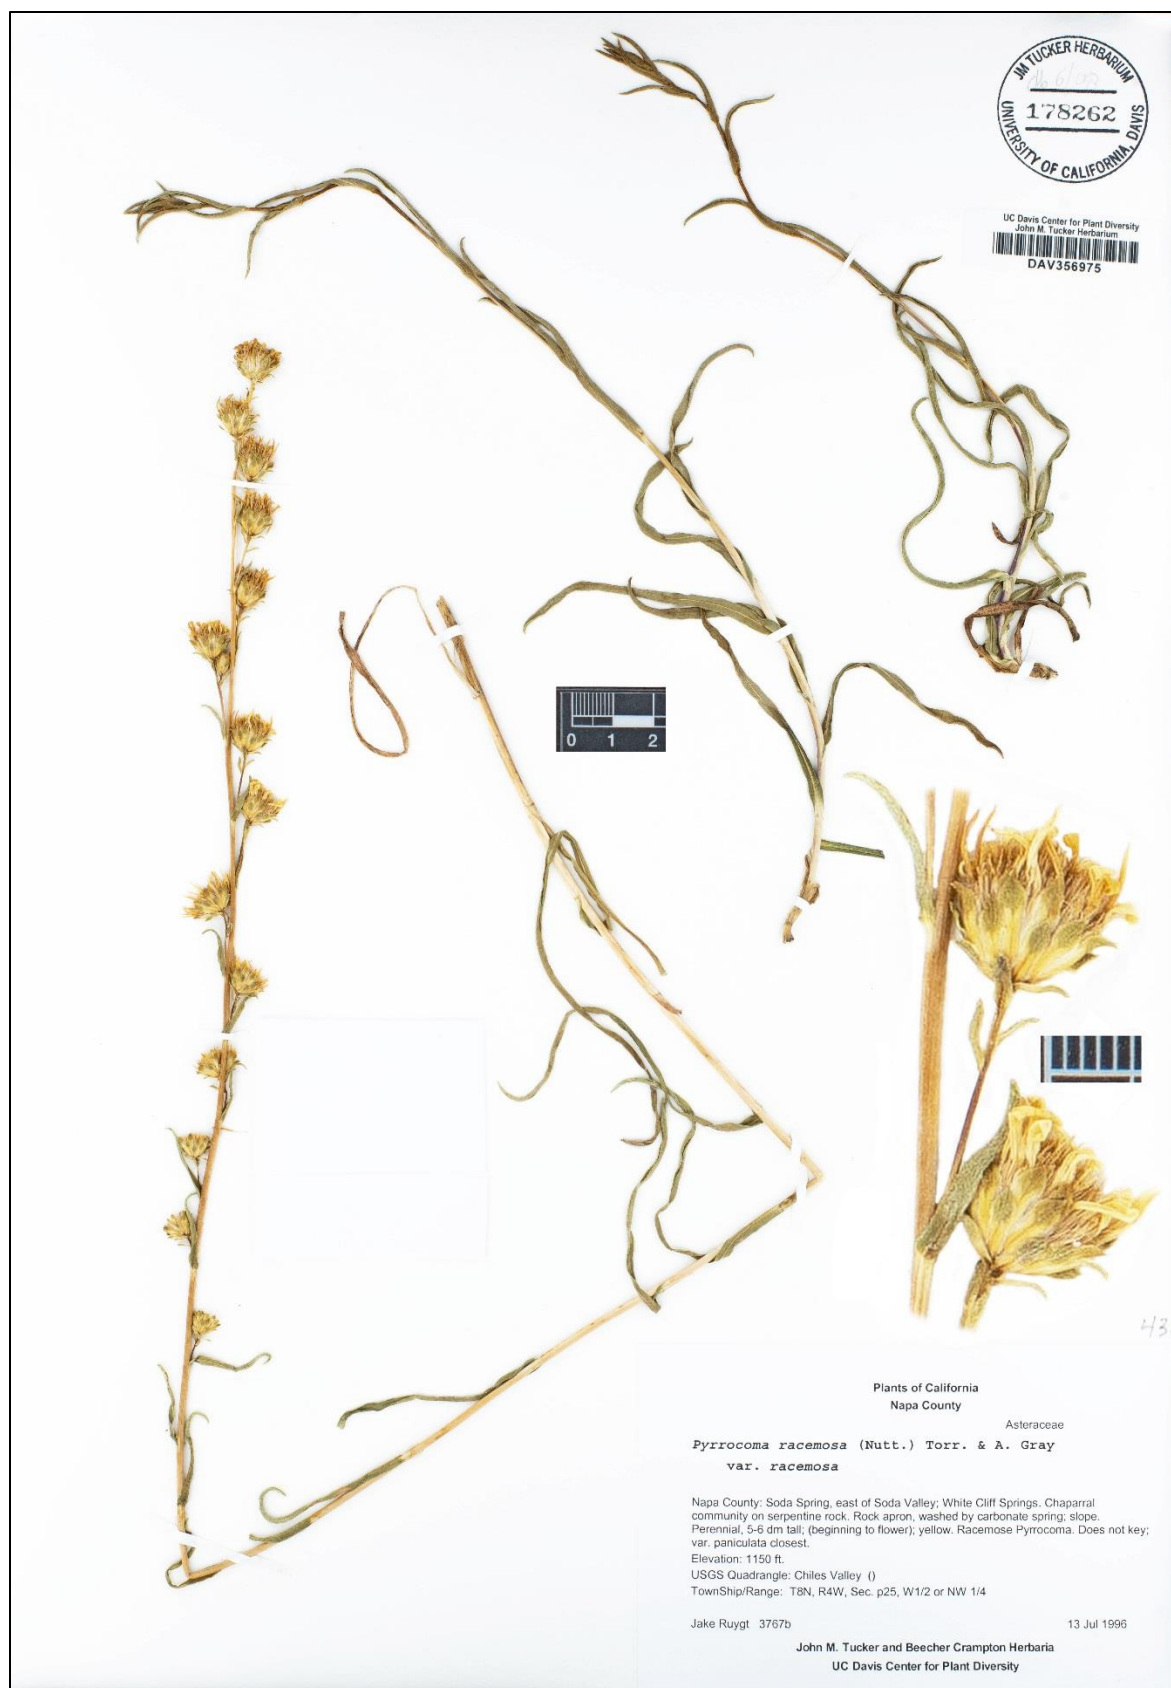 JM TUCKER HERBARIUM
178262
UNIVERSITY OF CALIFORNIA, DAVIS
UC Davis Center for Plant Diversity
John M. Tucker Herbarium
DAV356975
0 1 2
43
Plants of California
Napa County
Asteraceae
Pyrrocoma racemosa (Nutt.) Torr. & A. Gray
var. racemosa
Napa County: Soda Spring, east of Soda Valley; White Cliff Springs. Chaparral
community on serpentine rock. Rock apron, washed by carbonate spring; slope.
Perennial, 5-6 dm tall; (beginning to flower); yellow. Racemose Pyrrocoma. Does not key;
var. paniculata closest.
Elevation: 1150 ft.
USGS Quadrangle: Chiles Valley ()
TownShip/Range: T8N, R4W, Sec. p25, W1/2 or NW 1/4
Jake Ruygt 3767b 13 Jul 1996
John M. Tucker and Beecher Crampton Herbaria
UC Davis Center for Plant Diversity